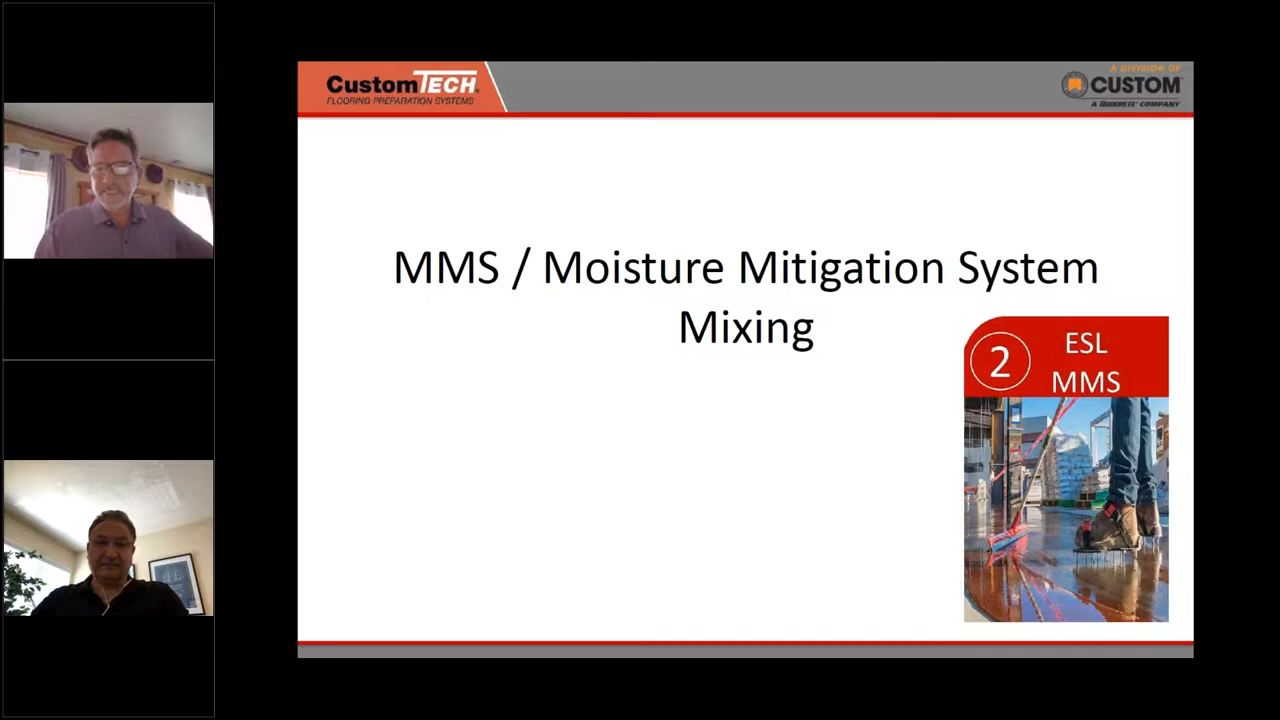 CustomTECH®
FLOORING PREPARATION SYSTEMS
A DIVISION OF
CUSTOM®
A QUIKRETE® COMPANY
MMS / Moisture Mitigation System
Mixing
2
ESL
MMS